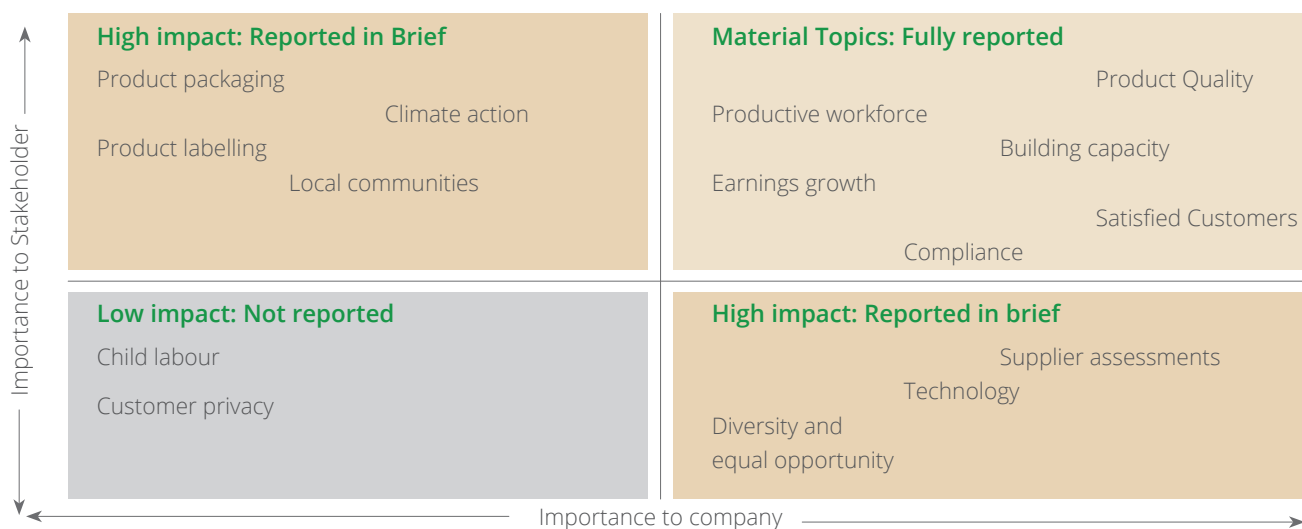 Importance to Stakeholder
High impact: Reported in Brief
Product packaging
Climate action
Product labelling
Local communities
Material Topics: Fully reported
Product Quality
Productive workforce
Building capacity
Earnings growth
Satisfied Customers
Compliance
Low impact: Not reported
Child labour
Customer privacy
High impact: Reported in brief
Supplier assessments
Technology
Diversity and
equal opportunity
Importance to company